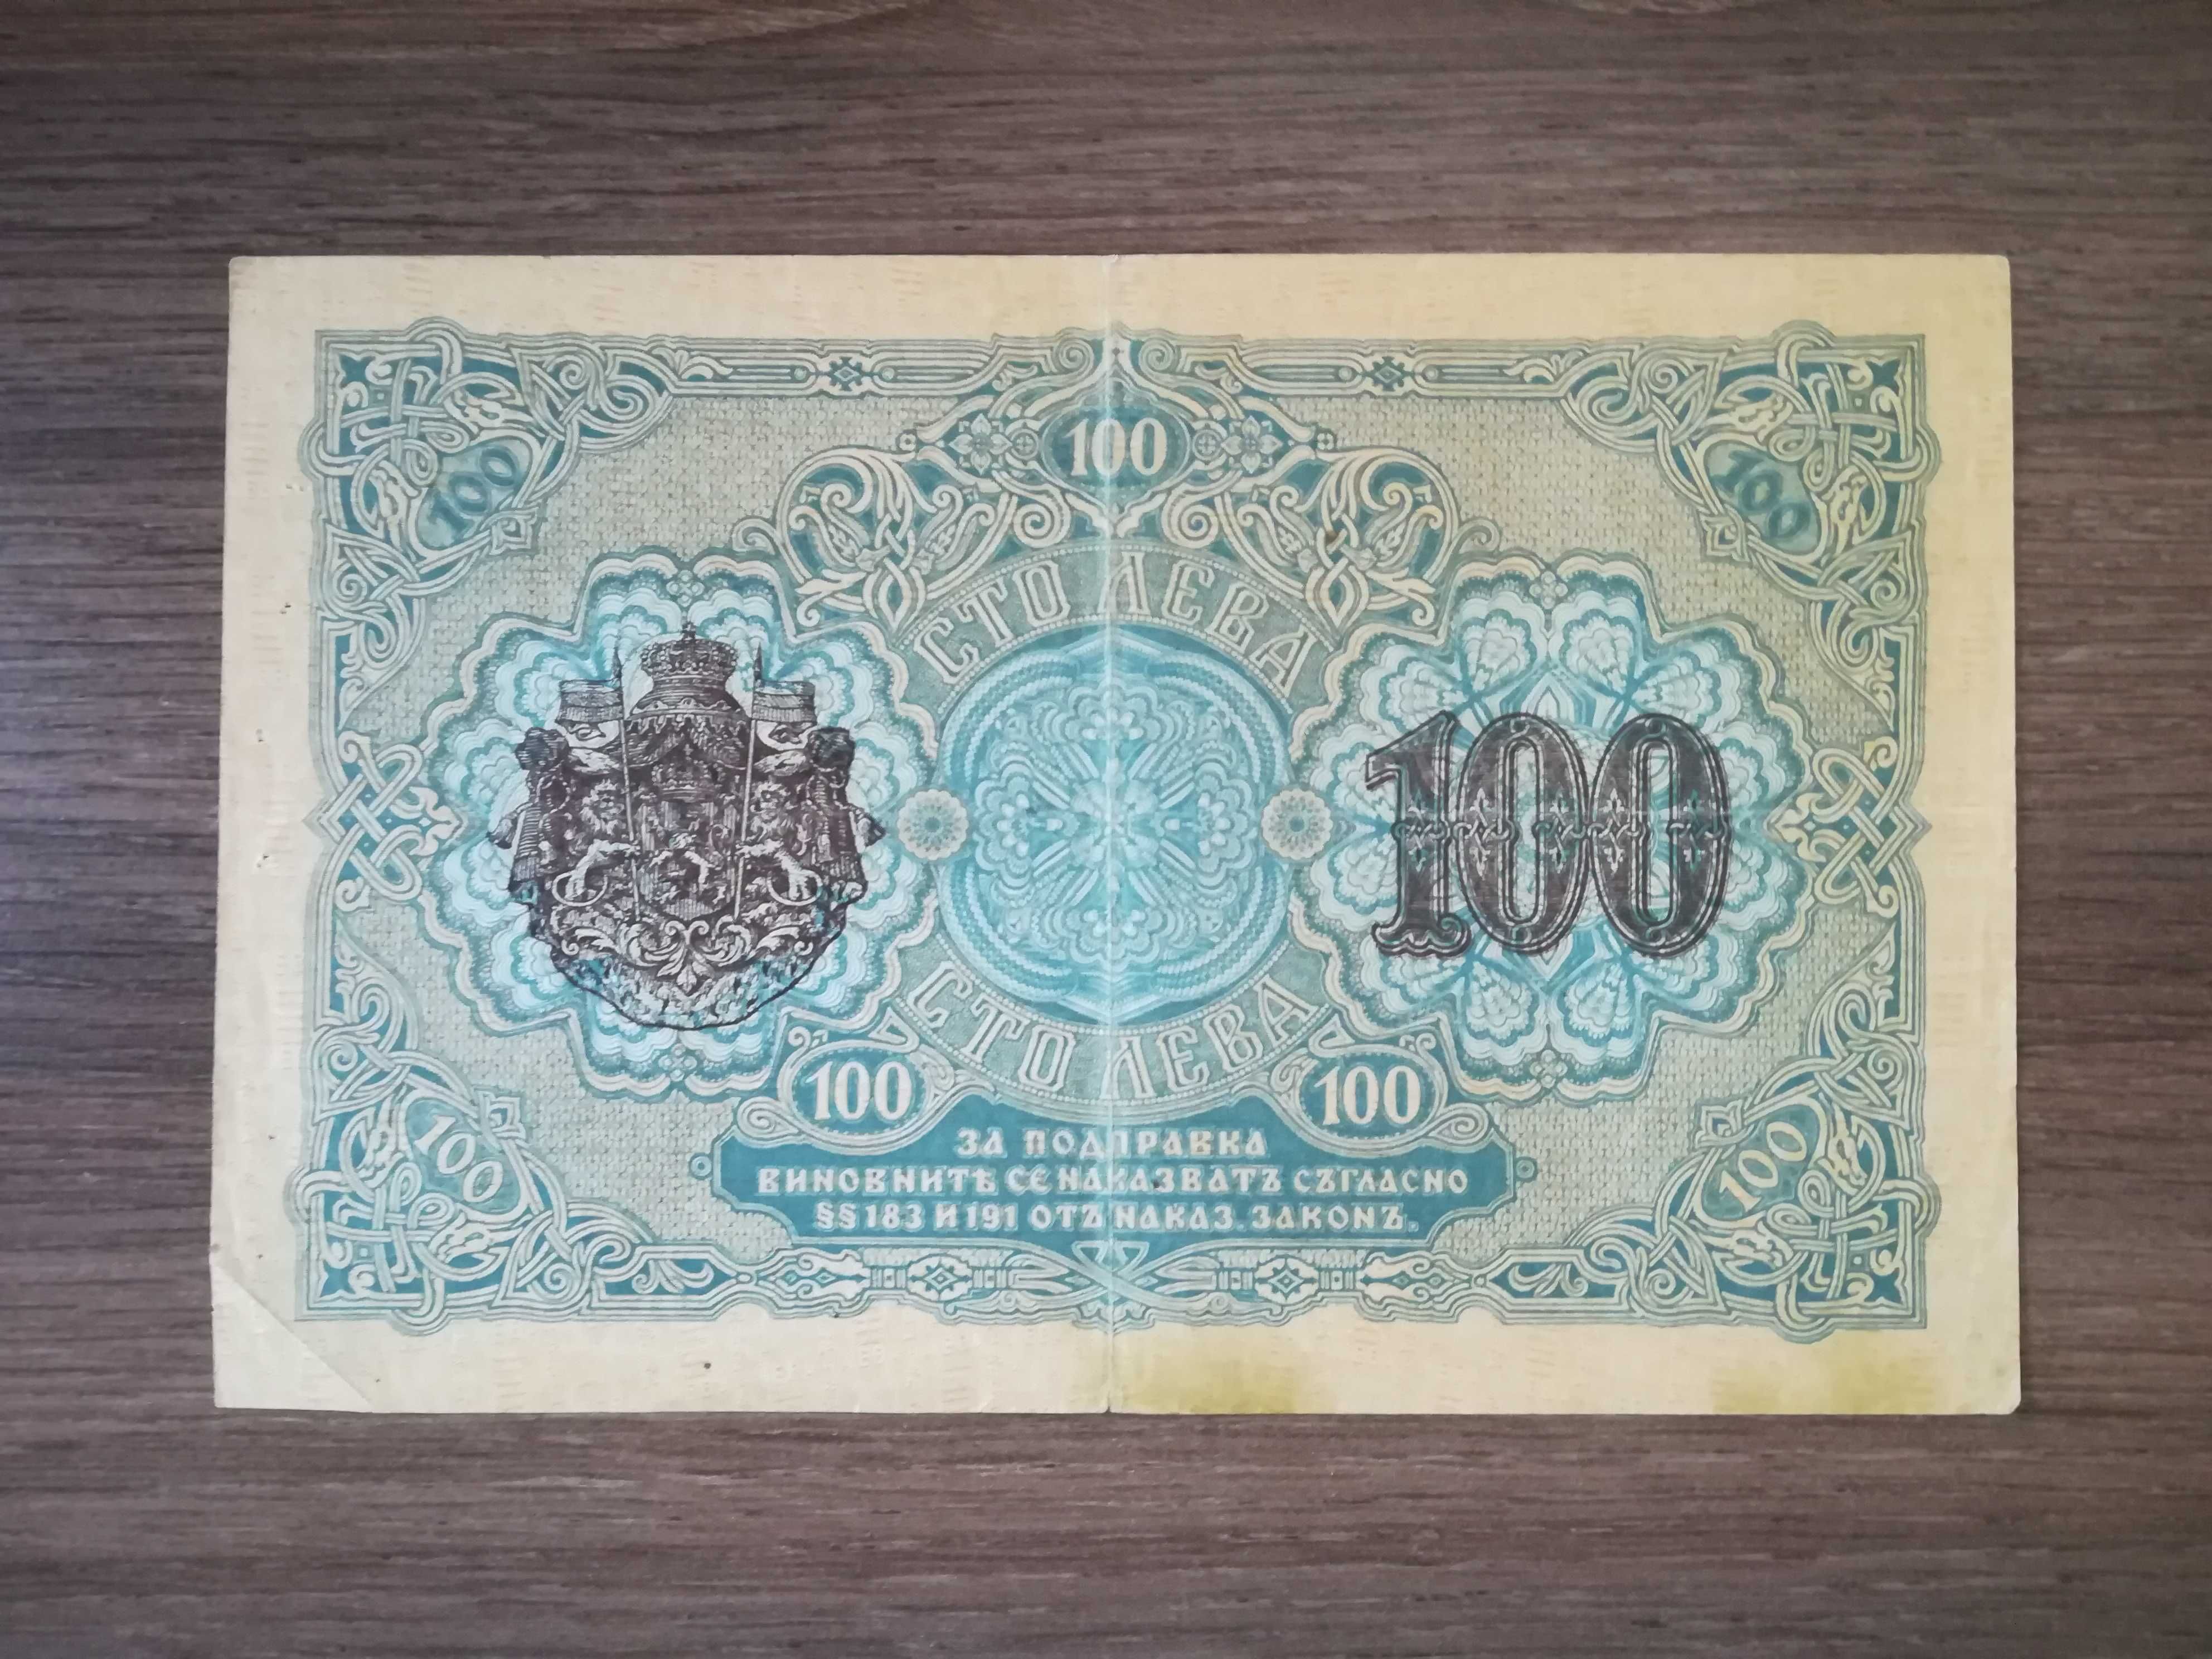 100
100 100
СТО ЛЕВА
100
СТО ЛЕВА
100 100
ЗА ПОДПРАВКА
ВИНОВНИТѢ СЕ НАКАЗВАТЪ СЪГЛАСНО
§§ 183 И 191 ОТЪ НАКАЗ. ЗАКОНЪ.
100 100